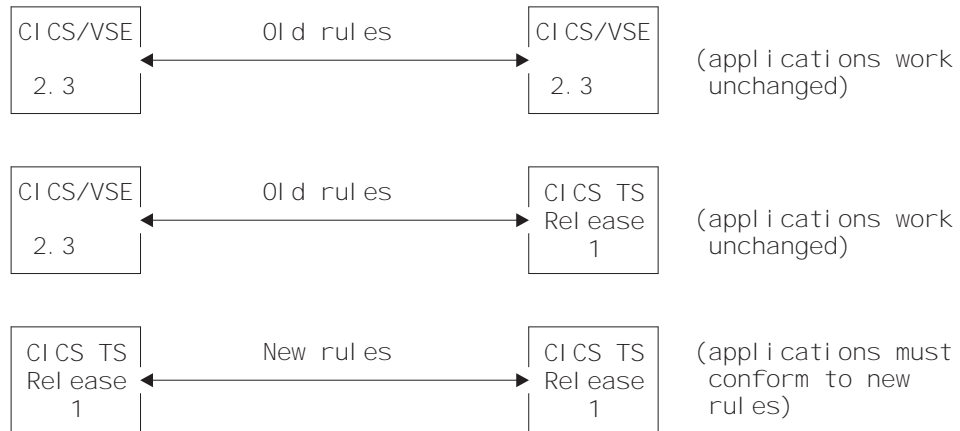 CICS/VSE Old rules CICS/VSE
(applications work
2.3 2.3 unchanged)
CICS/VSE Old rules CICS TS
Release (applications work
2.3 1 unchanged)
CICS TS New rules CICS TS (applications must
Release Release conform to new
1 1 rules)